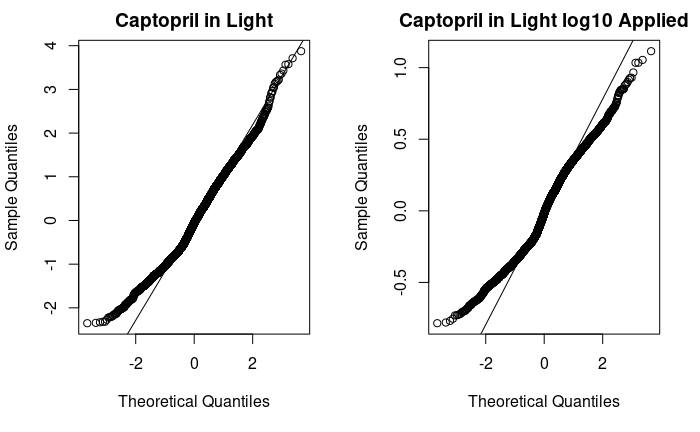 Captopril in Light
Sample Quantiles
4
3
2
1
0
-1
-2
-2
0
2
Theoretical Quantiles
Captopril in Light log10 Applied
Sample Quantiles
1.0
0.5
0.0
-0.5
-2
0
2
Theoretical Quantiles